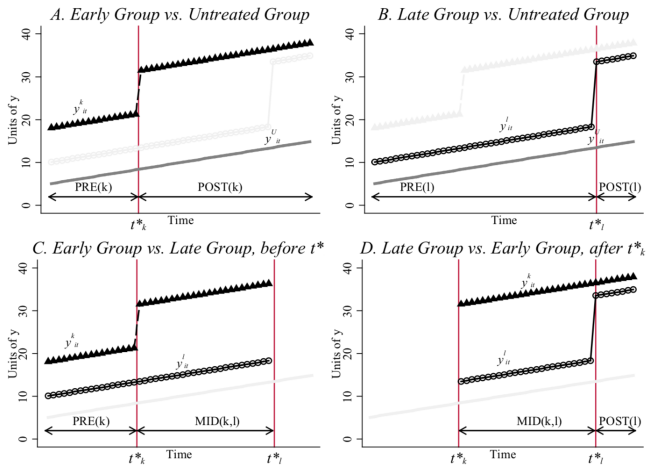 A. Early Group vs. Untreated Group
Units of y
0 10 20 30 40
y^k_it
y^U_it
PRE(k)
POST(k)
t*_k
Time
B. Late Group vs. Untreated Group
Units of y
0 10 20 30 40
y^l_it
y^U_it
PRE(l)
POST(l)
Time
t*_l
C. Early Group vs. Late Group, before t*
Units of y
0 10 20 30 40
y^k_it
y^l_it
PRE(k)
MID(k,l)
t*_k
Time
t*_l
D. Late Group vs. Early Group, after t*_k
Units of y
0 10 20 30 40
y^k_it
y^l_it
MID(k,l)
POST(l)
Time
t*_k
t*_l